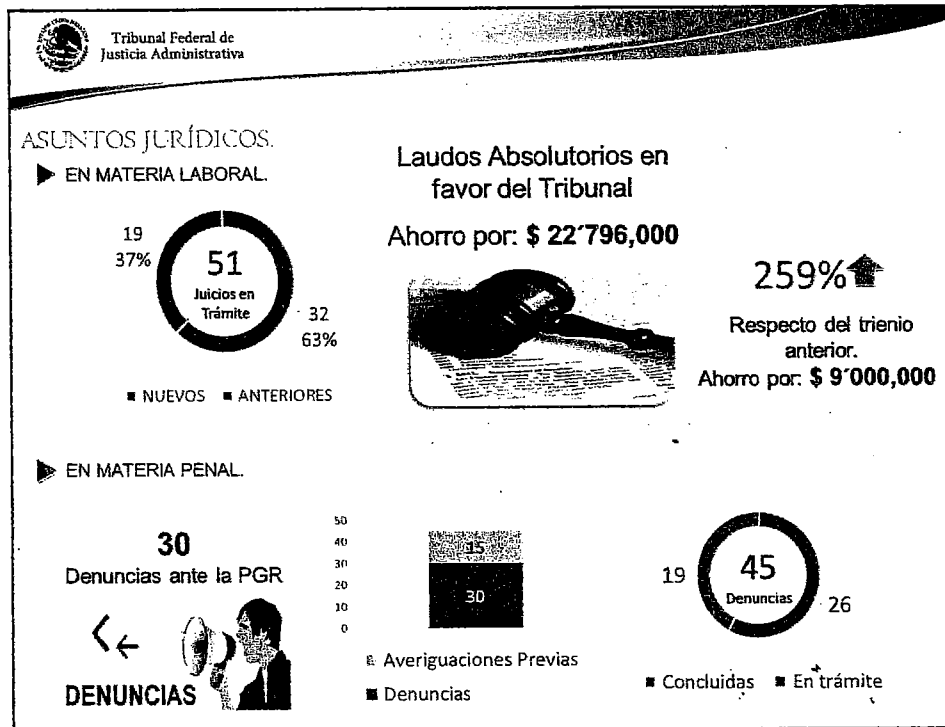 Tribunal Federal de
Justicia Administrativa
ASUNTOS JURÍDICOS.
EN MATERIA LABORAL.
19
37%
51
Juicios en
Trámite
32
63%
NUEVOS ANTERIORES
Laudos Absolutorios en
favor del Tribunal
Ahorro por: $ 22´796,000
259%
Respecto del trienio
anterior.
Ahorro por: $ 9´000,000
EN MATERIA PENAL.
30
Denuncias ante la PGR
DENUNCIAS
50
40
30
20
10
0
15
30
Averiguaciones Previas
Denuncias
19
45
Denuncias
26
Concluidas En trámite